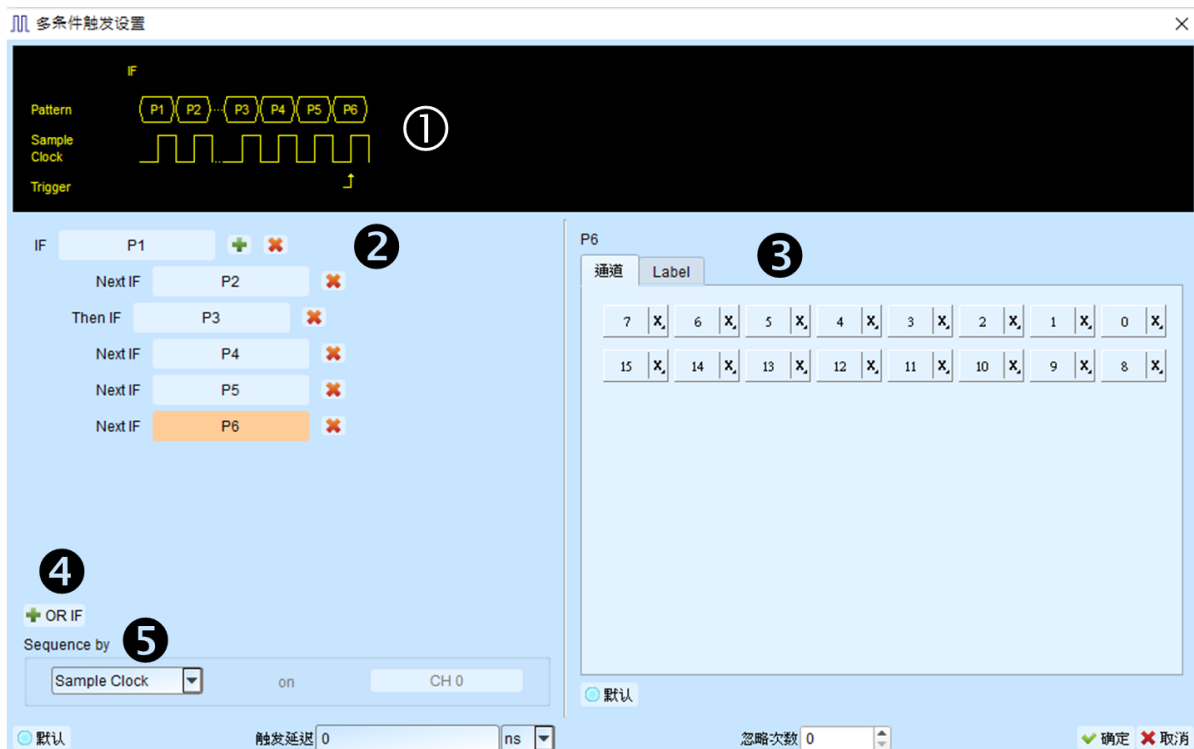 多条件触发设置
IF
Pattern P1 P2 P3 P4 P5 P6 ①
Sample
Clock
Trigger
IF P1 ❷
Next IF P2
Then IF P3
Next IF P4
Next IF P5
Next IF P6
❹
OR IF
Sequence by ❺
Sample Clock on CH 0
P6 ❸
通道 Label
7 X 6 X 5 X 4 X 3 X 2 X 1 X 0 X
15 X 14 X 13 X 12 X 11 X 10 X 9 X 8 X
默认
默认 触发延迟 0 ns 忽略次数 0 确定 取消